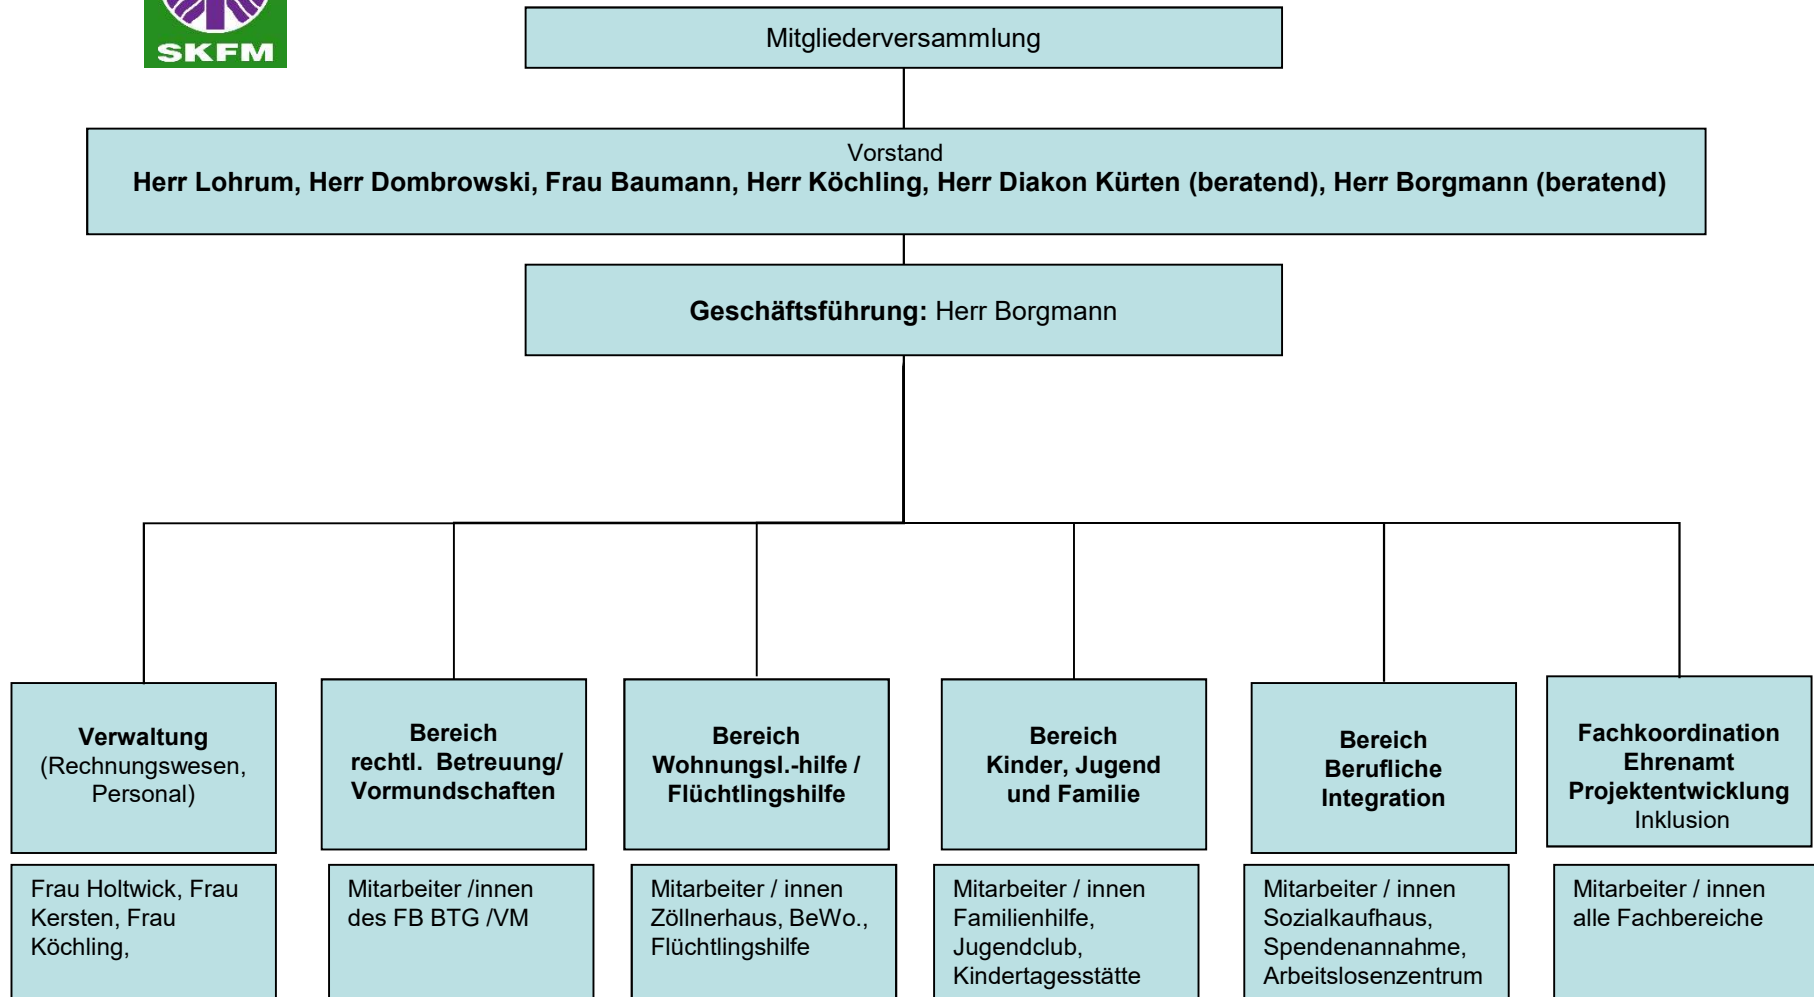 SKFM
Mitgliederversammlung
Vorstand
Herr Lohrum, Herr Dombrowski, Frau Baumann, Herr Köchling, Herr Diakon Kürten (beratend), Herr Borgmann (beratend)
Geschäftsführung: Herr Borgmann
Verwaltung
(Rechnungswesen,
Personal)
Bereich
rechtl. Betreuung/
Vormundschaften
Bereich
Wohnungsl.-hilfe /
Flüchtlingshilfe
Bereich
Kinder, Jugend
und Familie
Bereich
Berufliche
Integration
Fachkoordination
Ehrenamt
Projektentwicklung
Inklusion
Frau Holtwick, Frau
Kersten, Frau
Köchling,
Mitarbeiter /innen
des FB BTG /VM
Mitarbeiter / innen
Zöllnerhaus, BeWo.,
Flüchtlingshilfe
Mitarbeiter / innen
Familienhilfe,
Jugendclub,
Kindertagesstätte
Mitarbeiter / innen
Sozialkaufhaus,
Spendenannahme,
Arbeitslosenzentrum
Mitarbeiter / innen
alle Fachbereiche